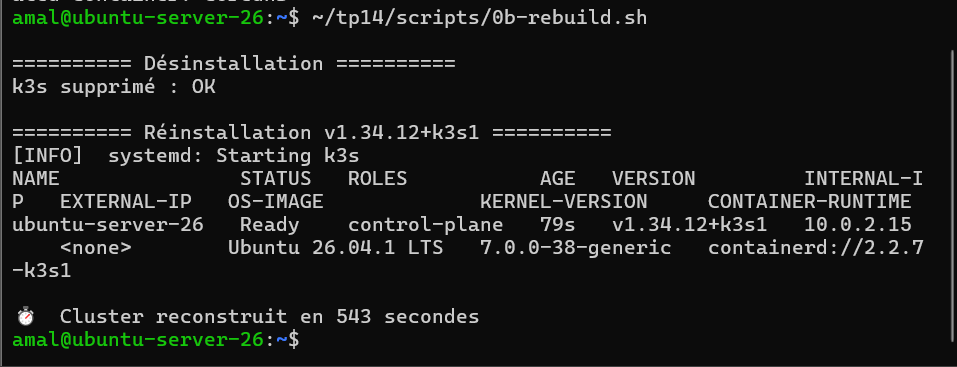 amal@ubuntu-server-26:~$ ~/tp14/scripts/0b-rebuild.sh
========== Désinstallation ==========
k3s supprimé : OK
========== Réinstallation v1.34.12+k3s1 ==========
[INFO]  systemd: Starting k3s
NAME               STATUS   ROLES           AGE   VERSION         INTERNAL-I
P   EXTERNAL-IP   OS-IMAGE             KERNEL-VERSION     CONTAINER-RUNTIME
ubuntu-server-26   Ready    control-plane   79s   v1.34.12+k3s1   10.0.2.15
    <none>        Ubuntu 26.04.1 LTS   7.0.0-38-generic   containerd://2.2.7
-k3s1
⏱️  Cluster reconstruit en 543 secondes
amal@ubuntu-server-26:~$